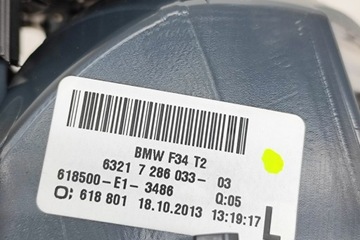 BMW F34 T2
6321 7 286 033- 03
618500-E1- 3486 Q:05
O; 618 801 18.10.2013 13:19:17
L